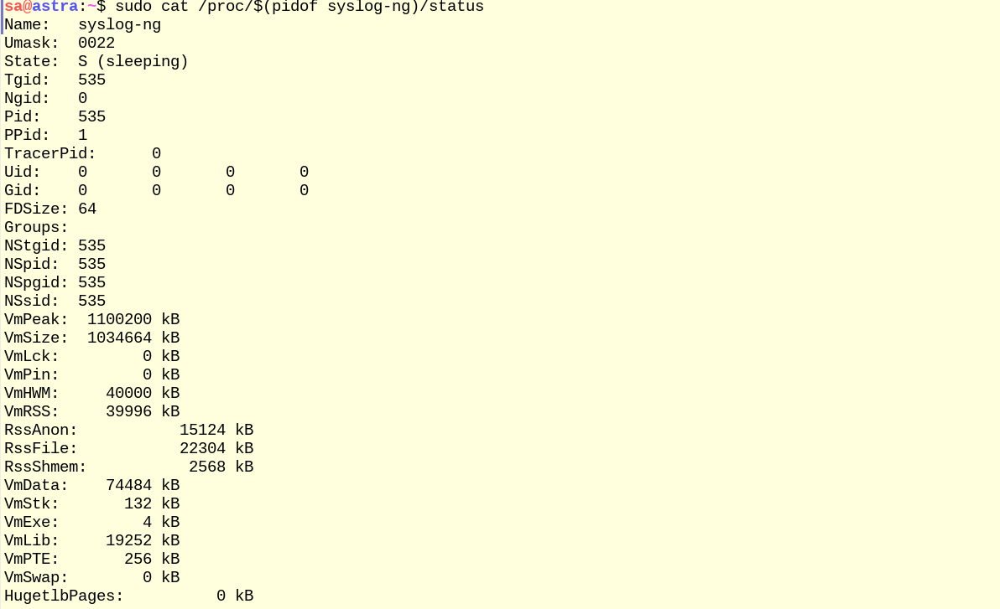 sa@astra:~$ sudo cat /proc/$(pidof syslog-ng)/status
Name:   syslog-ng
Umask:  0022
State:  S (sleeping)
Tgid:   535
Ngid:   0
Pid:    535
PPid:   1
TracerPid:      0
Uid:    0       0       0       0
Gid:    0       0       0       0
FDSize: 64
Groups:
NStgid: 535
NSpid:  535
NSpgid: 535
NSsid:  535
VmPeak:  1100200 kB
VmSize:  1034664 kB
VmLck:         0 kB
VmPin:         0 kB
VmHWM:     40000 kB
VmRSS:     39996 kB
RssAnon:           15124 kB
RssFile:           22304 kB
RssShmem:           2568 kB
VmData:    74484 kB
VmStk:       132 kB
VmExe:         4 kB
VmLib:     19252 kB
VmPTE:       256 kB
VmSwap:        0 kB
HugetlbPages:          0 kB